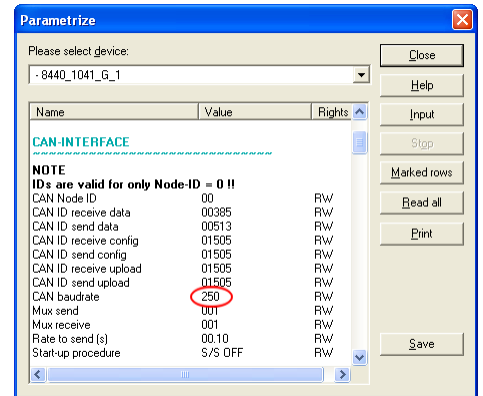 Parametrize
Please select device:
- 8440_1041_G_1
Close
Help
Input
Stop
Marked rows
Read all
Print
Save
Name Value Rights
CAN-INTERFACE
~~~~~~~~~~~~~~~~~~~~~~~~~~~~~~
NOTE
IDs are valid for only Node-ID = 0 !!
CAN Node ID 00 RW
CAN ID receive data 00385 RW
CAN ID send data 00513 RW
CAN ID receive config 01505 RW
CAN ID send config 01505 RW
CAN ID receive upload 01505 RW
CAN ID send upload 01505 RW
CAN baudrate 250 RW
Mux send 001 RW
Mux receive 001 RW
Rate to send (s) 00.10 RW
Start-up procedure S/S OFF RW